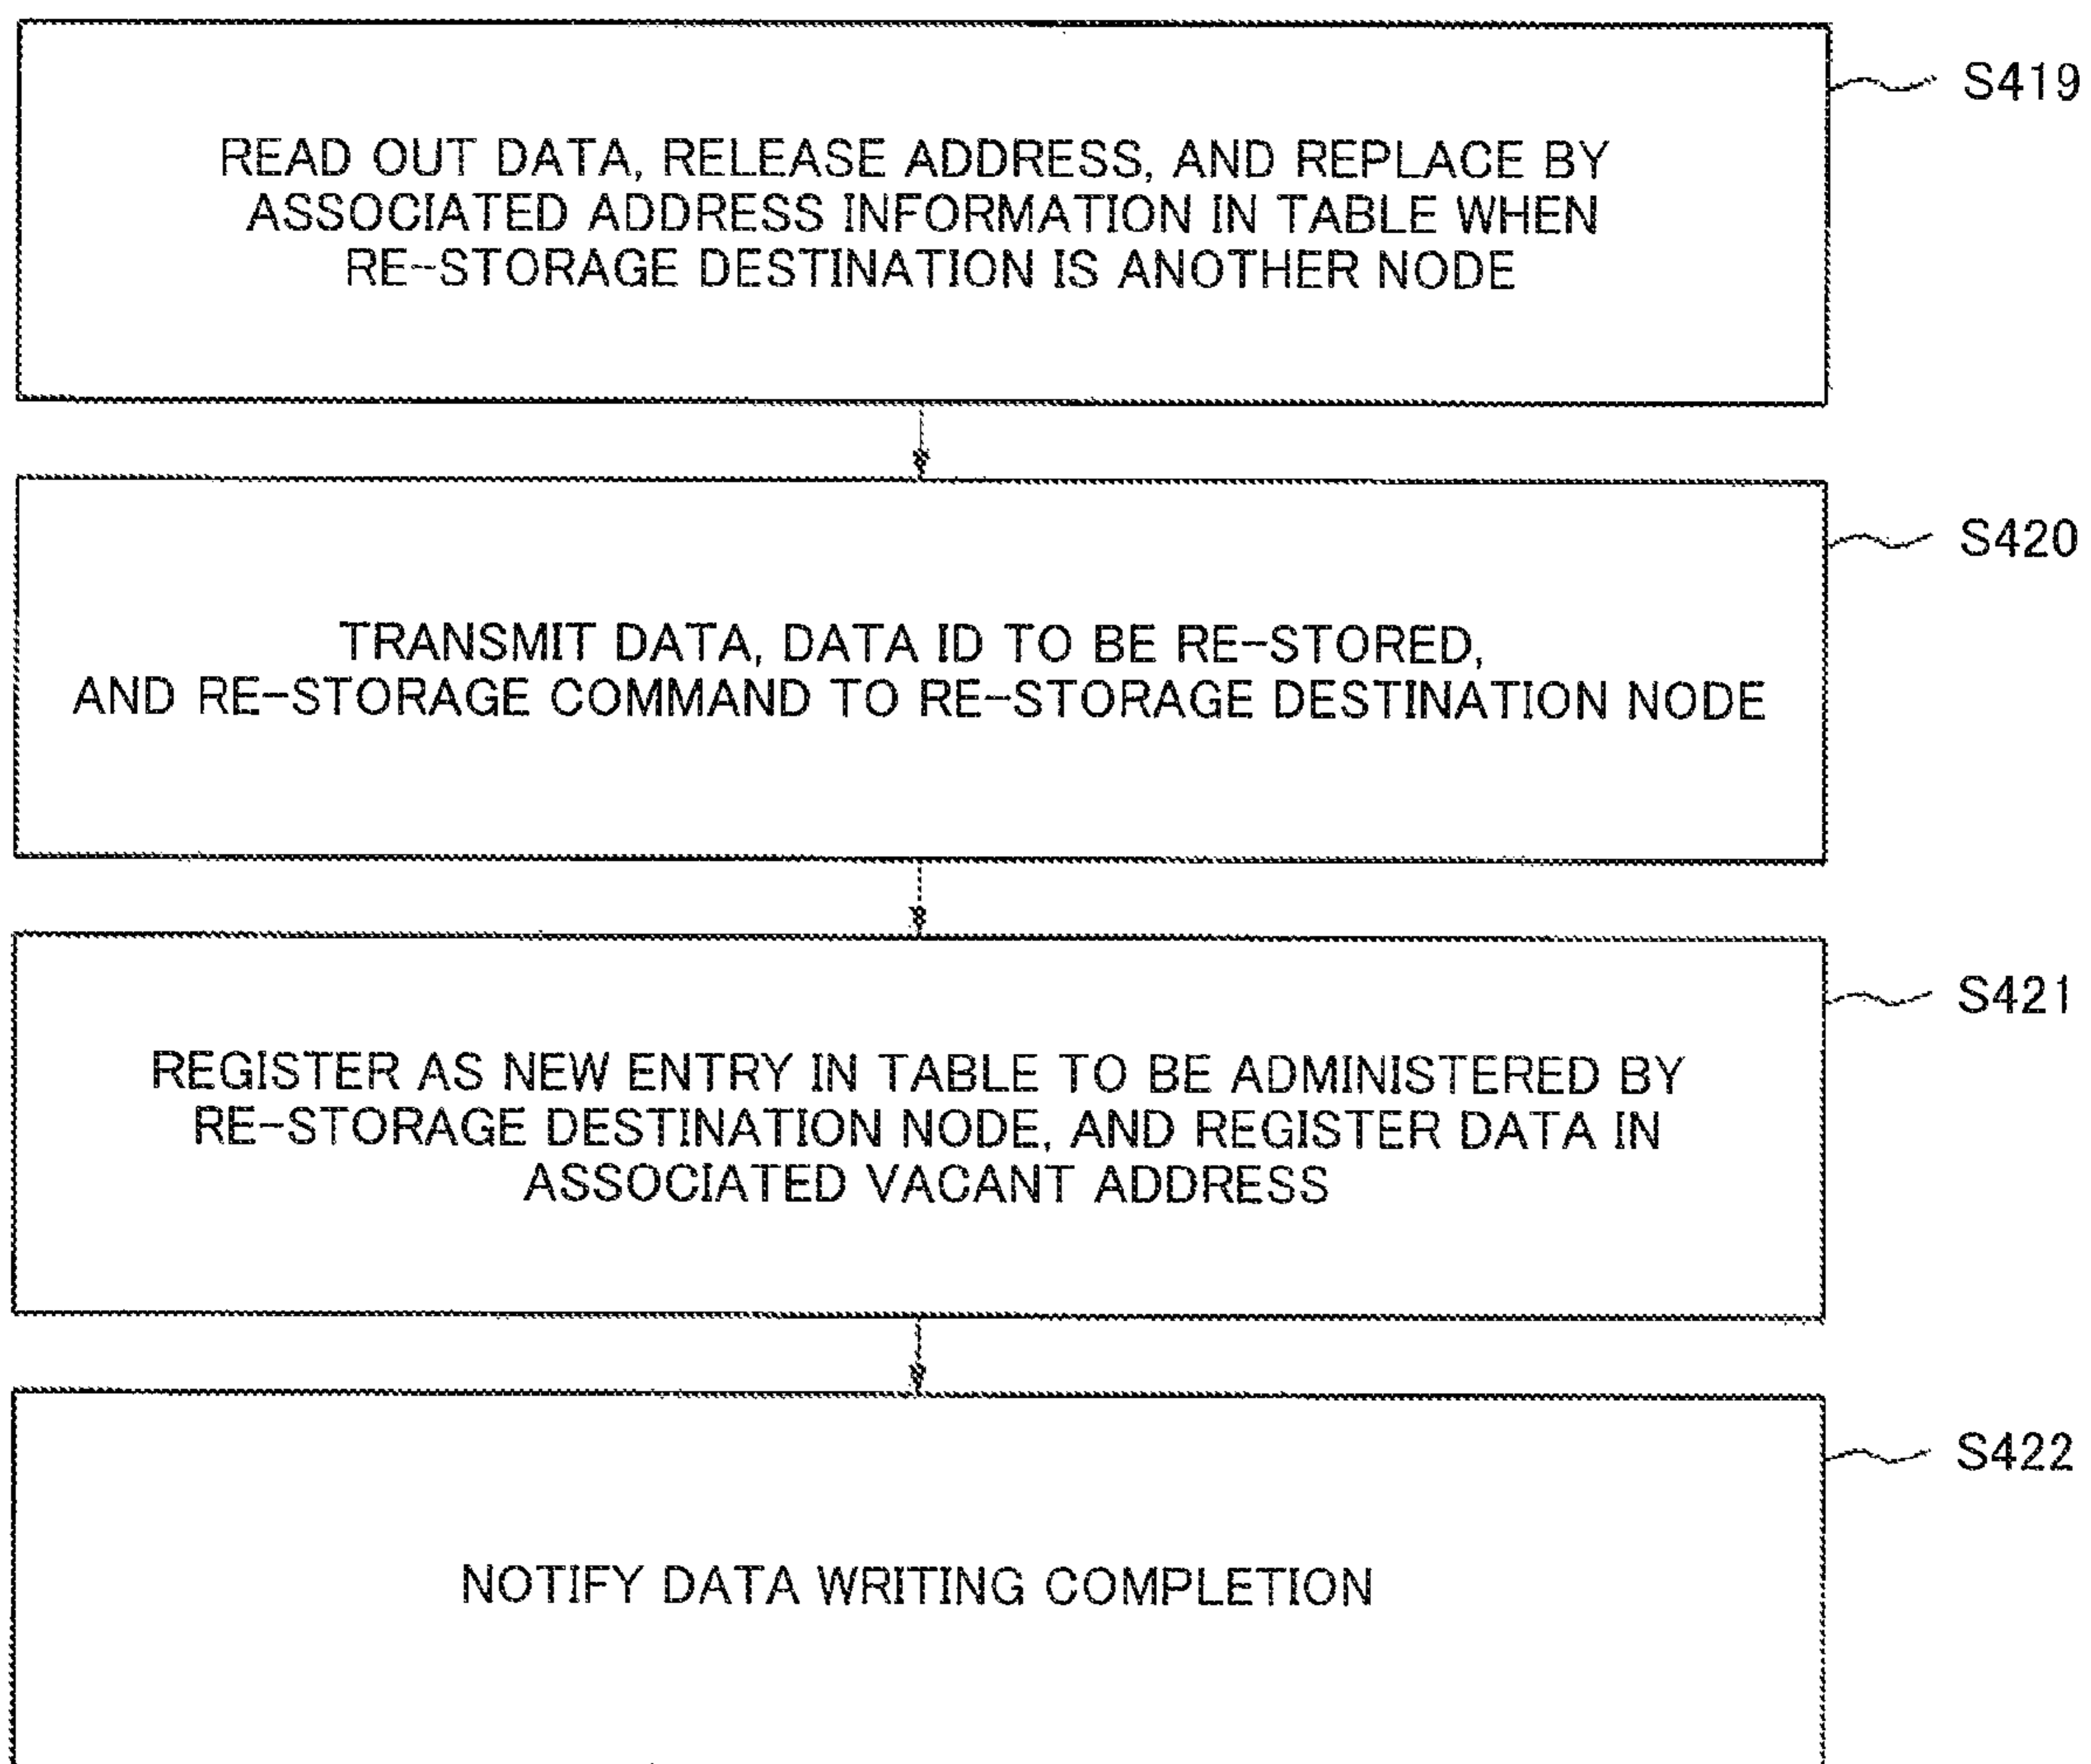 S419
READ OUT DATA, RELEASE ADDRESS, AND REPLACE BY
ASSOCIATED ADDRESS INFORMATION IN TABLE WHEN
RE-STORAGE DESTINATION IS ANOTHER NODE
S420
TRANSMIT DATA, DATA ID TO BE RE-STORED,
AND RE-STORAGE COMMAND TO RE-STORAGE DESTINATION NODE
S421
REGISTER AS NEW ENTRY IN TABLE TO BE ADMINISTERED BY
RE-STORAGE DESTINATION NODE, AND REGISTER DATA IN
ASSOCIATED VACANT ADDRESS
S422
NOTIFY DATA WRITING COMPLETION